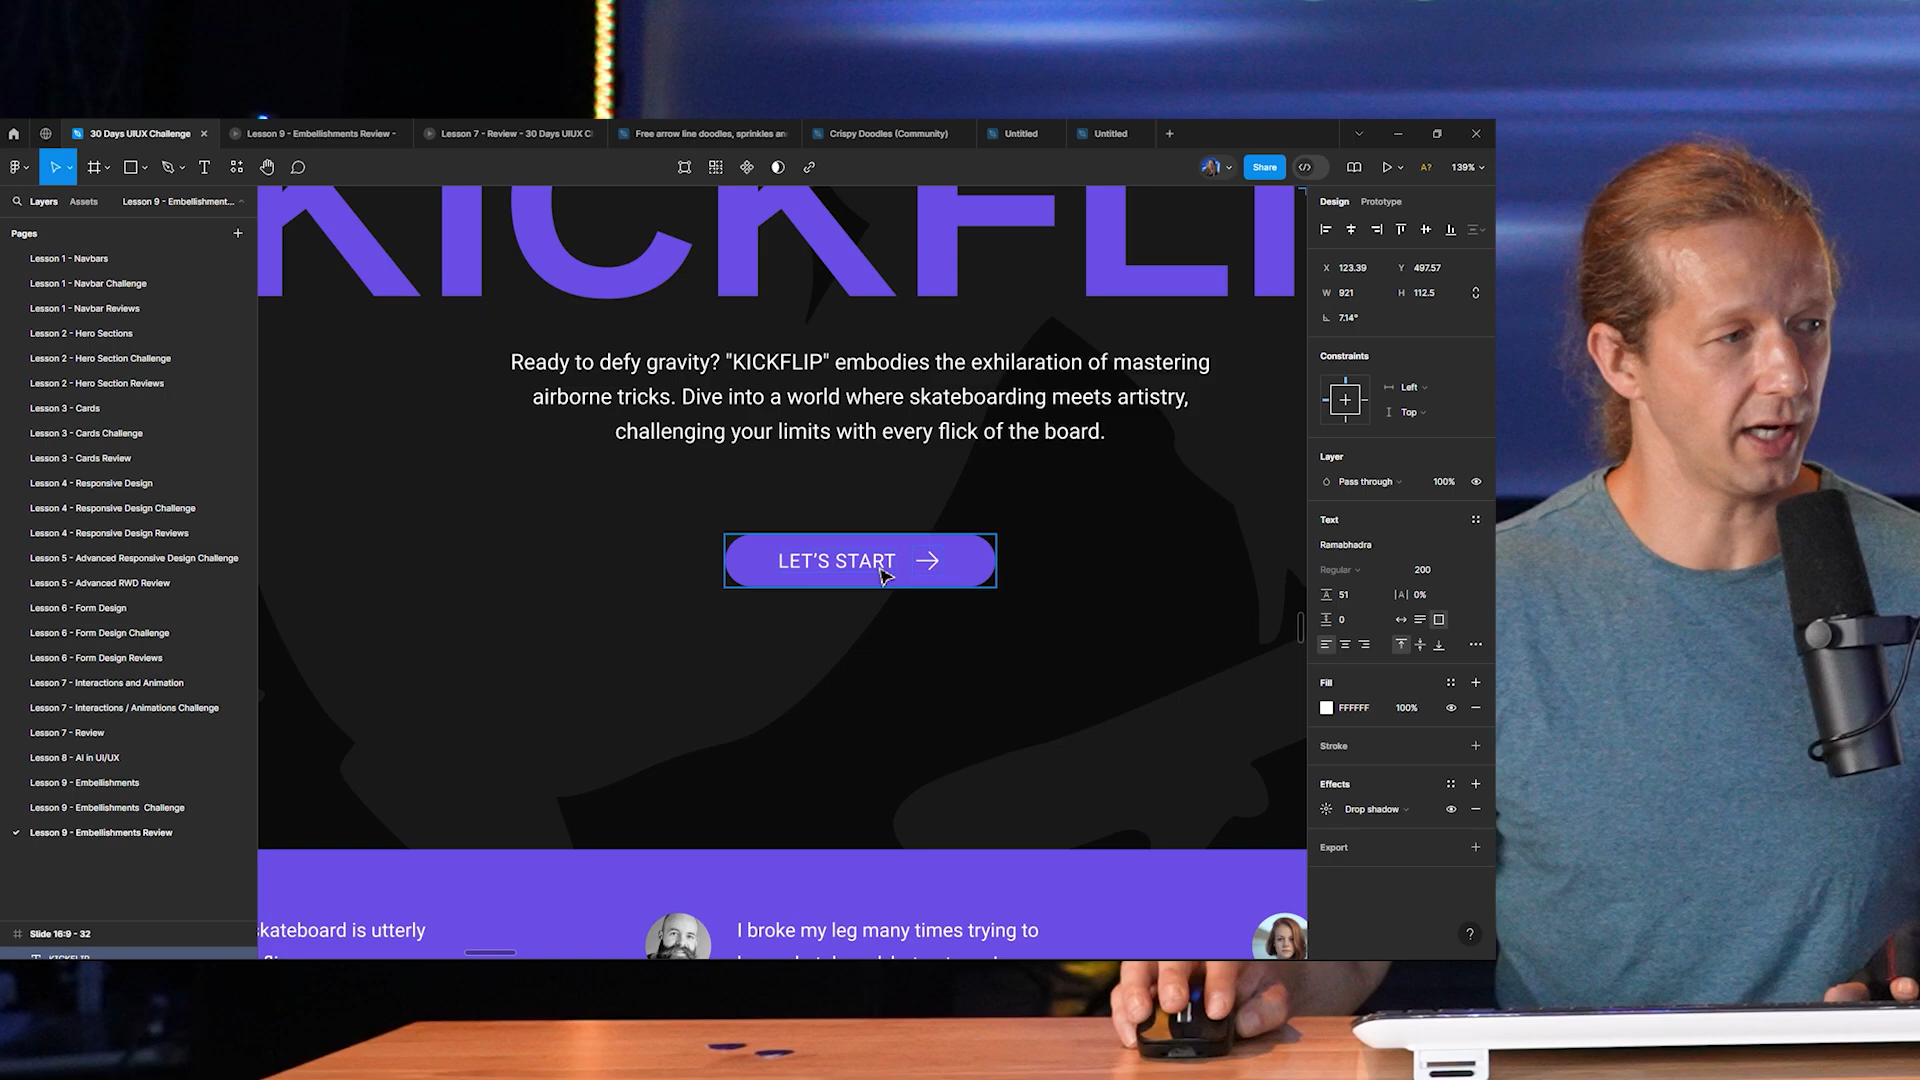 30 Days UIUX Challenge
Lesson 9 - Embellishments Review -
Lesson 7 - Review - 30 Days UIUX C
Free arrow line doodles, sprinkles an
Crispy Doodles (Community)
Untitled
Untitled
Share
A?
139%
Layers
Assets
Lesson 9 - Embellishment...
Pages
Lesson 1 - Navbars
Lesson 1 - Navbar Challenge
Lesson 1 - Navbar Reviews
Lesson 2 - Hero Sections
Lesson 2 - Hero Section Challenge
Lesson 2 - Hero Section Reviews
Lesson 3 - Cards
Lesson 3 - Cards Challenge
Lesson 3 - Cards Review
Lesson 4 - Responsive Design
Lesson 4 - Responsive Design Challenge
Lesson 4 - Responsive Design Reviews
Lesson 5 - Advanced Responsive Design Challenge
Lesson 5 - Advanced RWD Review
Lesson 6 - Form Design
Lesson 6 - Form Design Challenge
Lesson 6 - Form Design Reviews
Lesson 7 - Interactions and Animation
Lesson 7 - Interactions / Animations Challenge
Lesson 7 - Review
Lesson 8 - AI in UI/UX
Lesson 9 - Embellishments
Lesson 9 - Embellishments Challenge
Lesson 9 - Embellishments Review
Slide 16:9 - 32
KICKFLIP
KICKFLI
Ready to defy gravity? "KICKFLIP" embodies the exhilaration of mastering
airborne tricks. Dive into a world where skateboarding meets artistry,
challenging your limits with every flick of the board.
LET'S START
skateboard is utterly
I broke my leg many times trying to
Design
Prototype
X 123.39 Y 497.57
W 921 H 112.5
7.14°
Constraints
Left
Top
Layer
Pass through 100%
Text
Ramabhadra
Regular 200
51 0%
0
Fill
FFFFFF 100%
Stroke
Effects
Drop shadow
Export
?